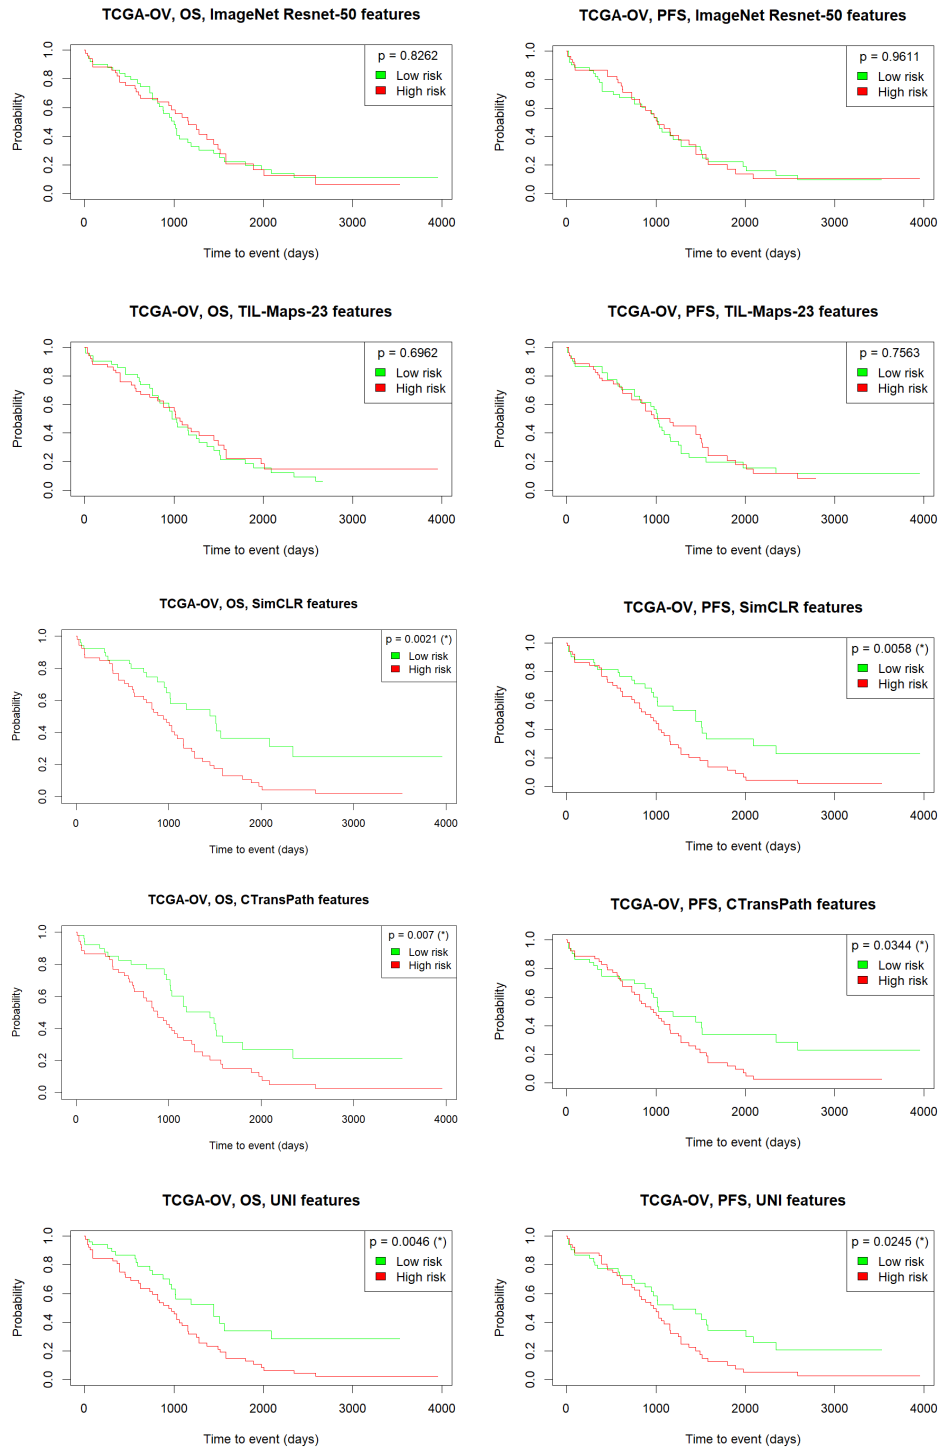 TCGA-OV, OS, ImageNet Resnet-50 features
p = 0.8262
Low risk
High risk
Probability
0.0 0.2 0.4 0.6 0.8 1.0
0 1000 2000 3000 4000
Time to event (days)
TCGA-OV, PFS, ImageNet Resnet-50 features
p = 0.9611
Low risk
High risk
Probability
0.0 0.2 0.4 0.6 0.8 1.0
0 1000 2000 3000 4000
Time to event (days)
TCGA-OV, OS, TIL-Maps-23 features
p = 0.6962
Low risk
High risk
Probability
0.0 0.2 0.4 0.6 0.8 1.0
0 1000 2000 3000 4000
Time to event (days)
TCGA-OV, PFS, TIL-Maps-23 features
p = 0.7563
Low risk
High risk
Probability
0.0 0.2 0.4 0.6 0.8 1.0
0 1000 2000 3000 4000
Time to event (days)
TCGA-OV, OS, SimCLR features
p = 0.0021 (*)
Low risk
High risk
Probability
0.0 0.2 0.4 0.6 0.8 1.0
0 1000 2000 3000 4000
Time to event (days)
TCGA-OV, PFS, SimCLR features
p = 0.0058 (*)
Low risk
High risk
Probability
0.0 0.2 0.4 0.6 0.8 1.0
0 1000 2000 3000 4000
Time to event (days)
TCGA-OV, OS, CTransPath features
p = 0.007 (*)
Low risk
High risk
Probability
0.0 0.2 0.4 0.6 0.8 1.0
0 1000 2000 3000 4000
Time to event (days)
TCGA-OV, PFS, CTransPath features
p = 0.0344 (*)
Low risk
High risk
Probability
0.0 0.2 0.4 0.6 0.8 1.0
0 1000 2000 3000 4000
Time to event (days)
TCGA-OV, OS, UNI features
p = 0.0046 (*)
Low risk
High risk
Probability
0.0 0.2 0.4 0.6 0.8 1.0
0 1000 2000 3000 4000
Time to event (days)
TCGA-OV, PFS, UNI features
p = 0.0245 (*)
Low risk
High risk
Probability
0.0 0.2 0.4 0.6 0.8 1.0
0 1000 2000 3000 4000
Time to event (days)